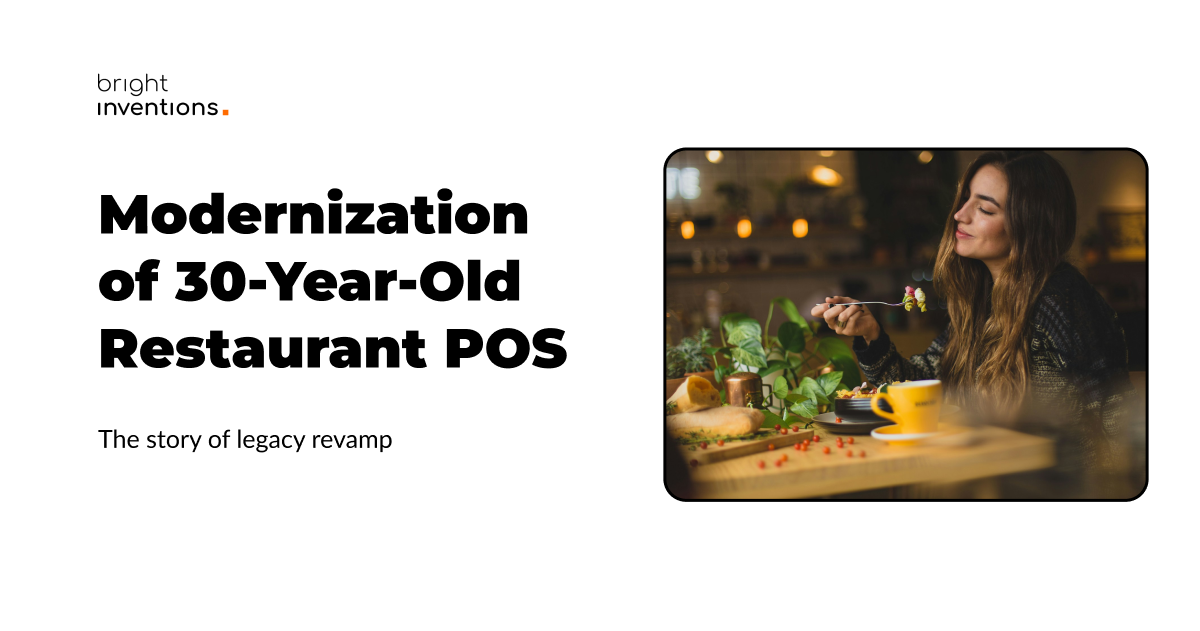 bright
inventions.
Modernization
of 30-Year-Old
Restaurant POS
The story of legacy revamp